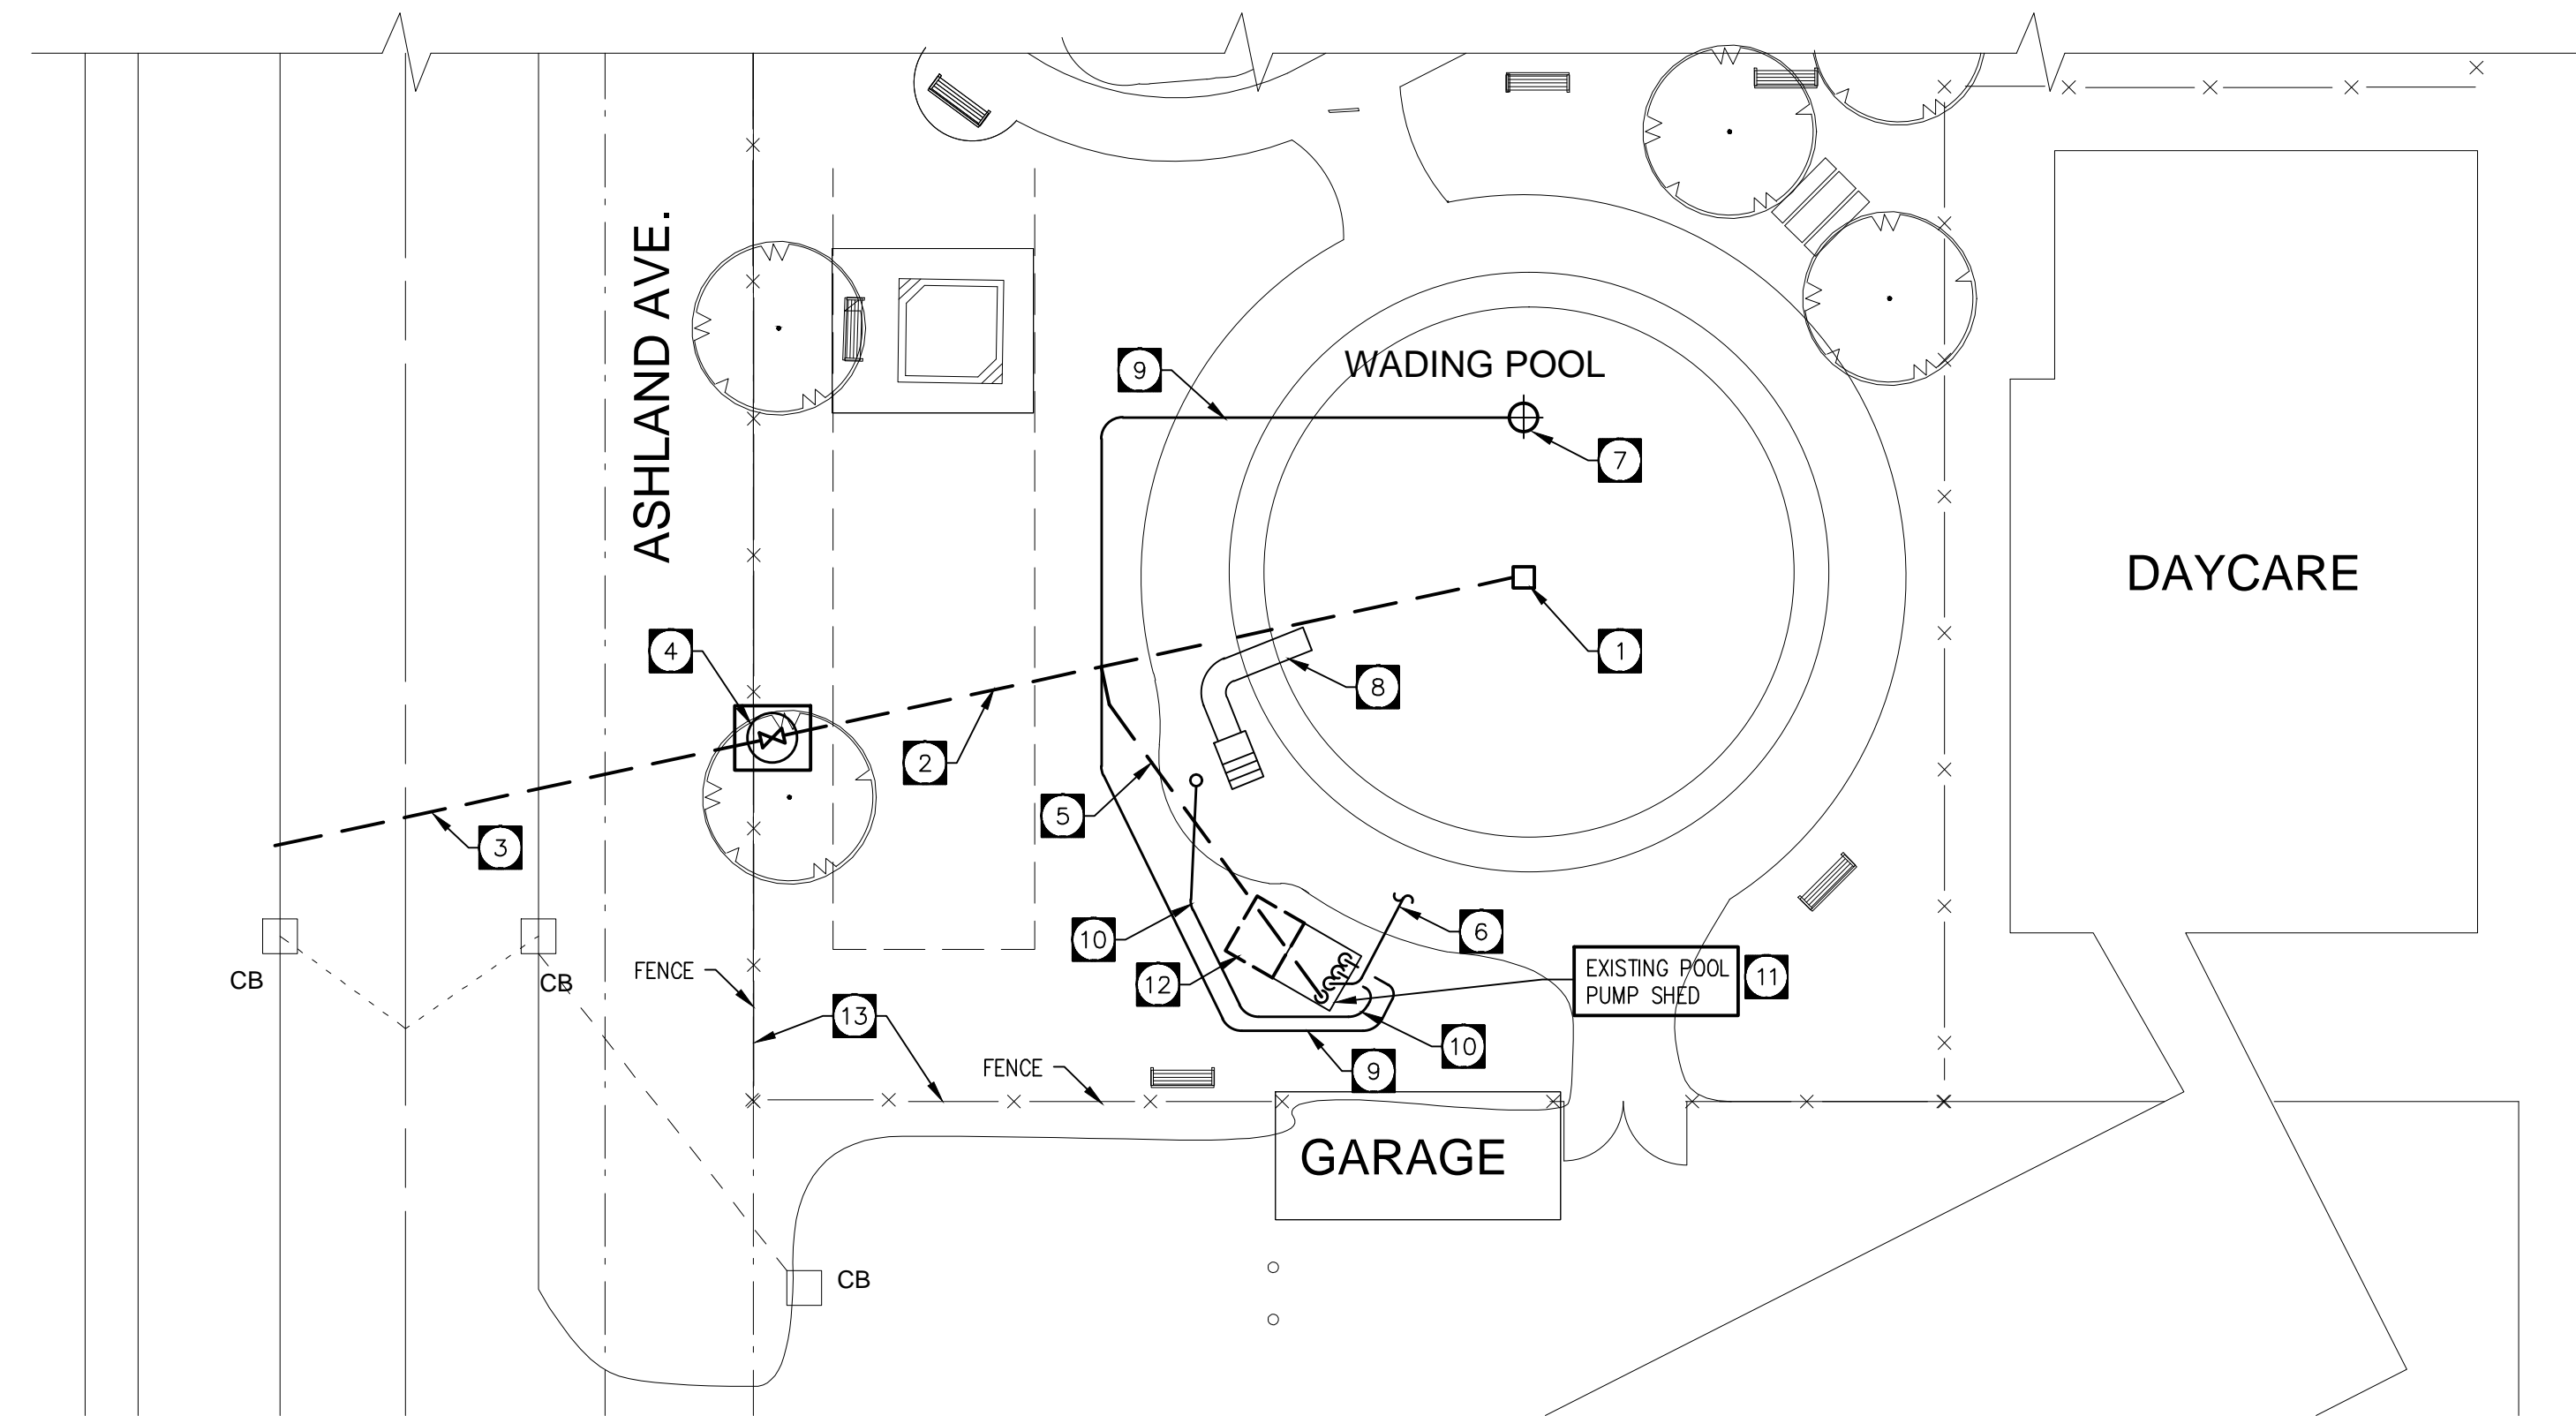 ASHLAND AVE.
9
WADING POOL
7
DAYCARE
4
1
8
2
5
3
10
6
CB
CB
FENCE
12
EXISTING POOL
PUMP SHED
11
13
10
FENCE
9
GARAGE
CB